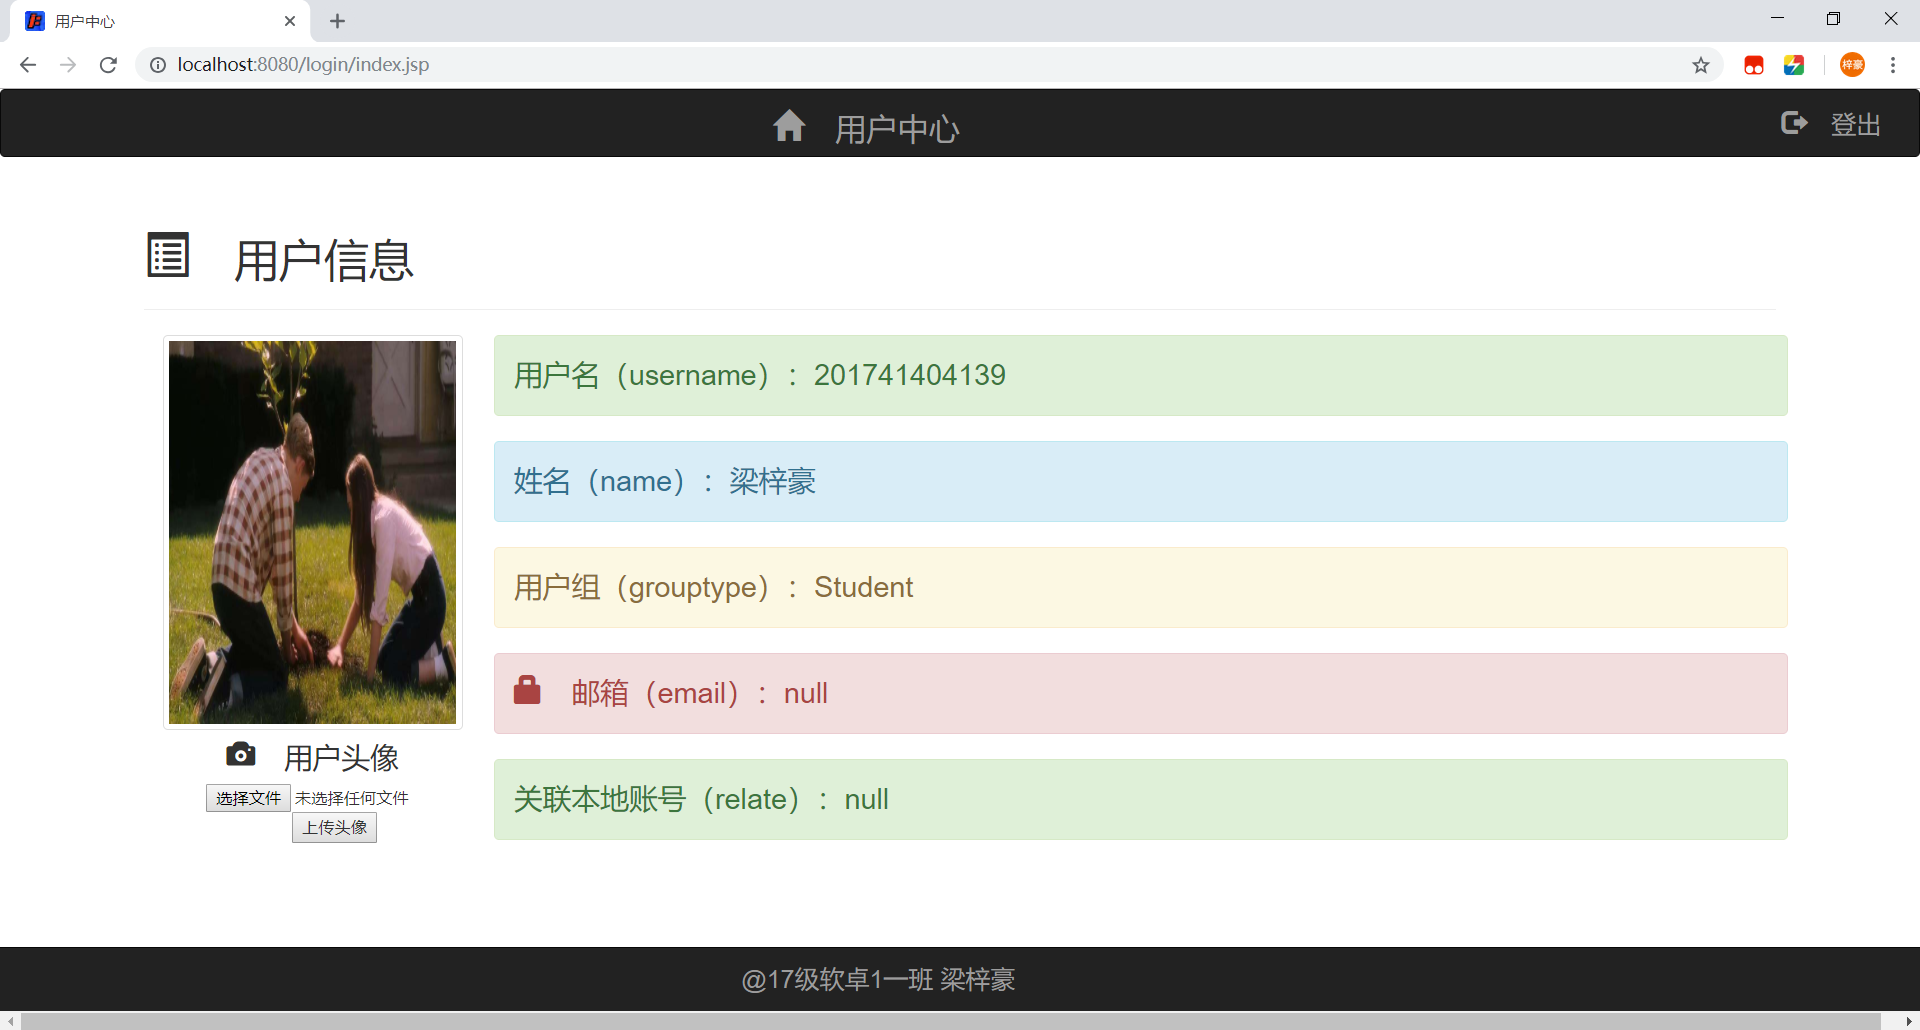 用户中心
localhost:8080/login/index.jsp
梓豪
用户中心
登出
用户信息
用户名（username）：201741404139
姓名（name）：梁梓豪
用户组（grouptype）：Student
邮箱（email）：null
关联本地账号（relate）：null
用户头像
选择文件 未选择任何文件
上传头像
@17级软卓1一班 梁梓豪